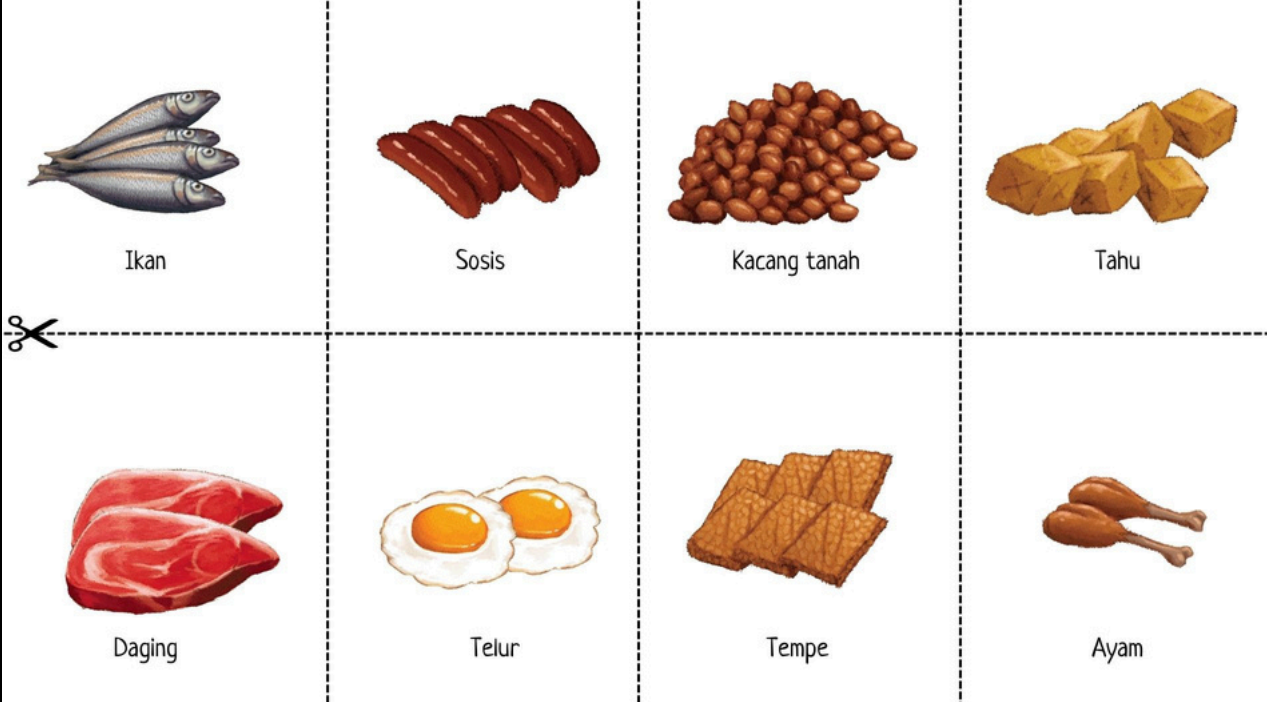 Ikan
Sosis
Kacang tanah
Tahu
Daging
Telur
Tempe
Ayam